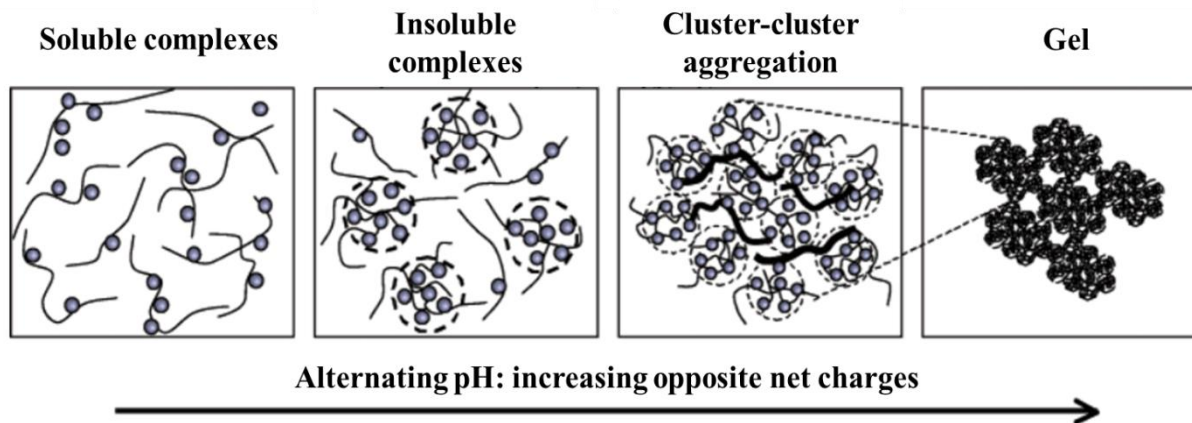 Soluble complexes
Insoluble
complexes
Cluster-cluster
aggregation
Gel
Alternating pH: increasing opposite net charges